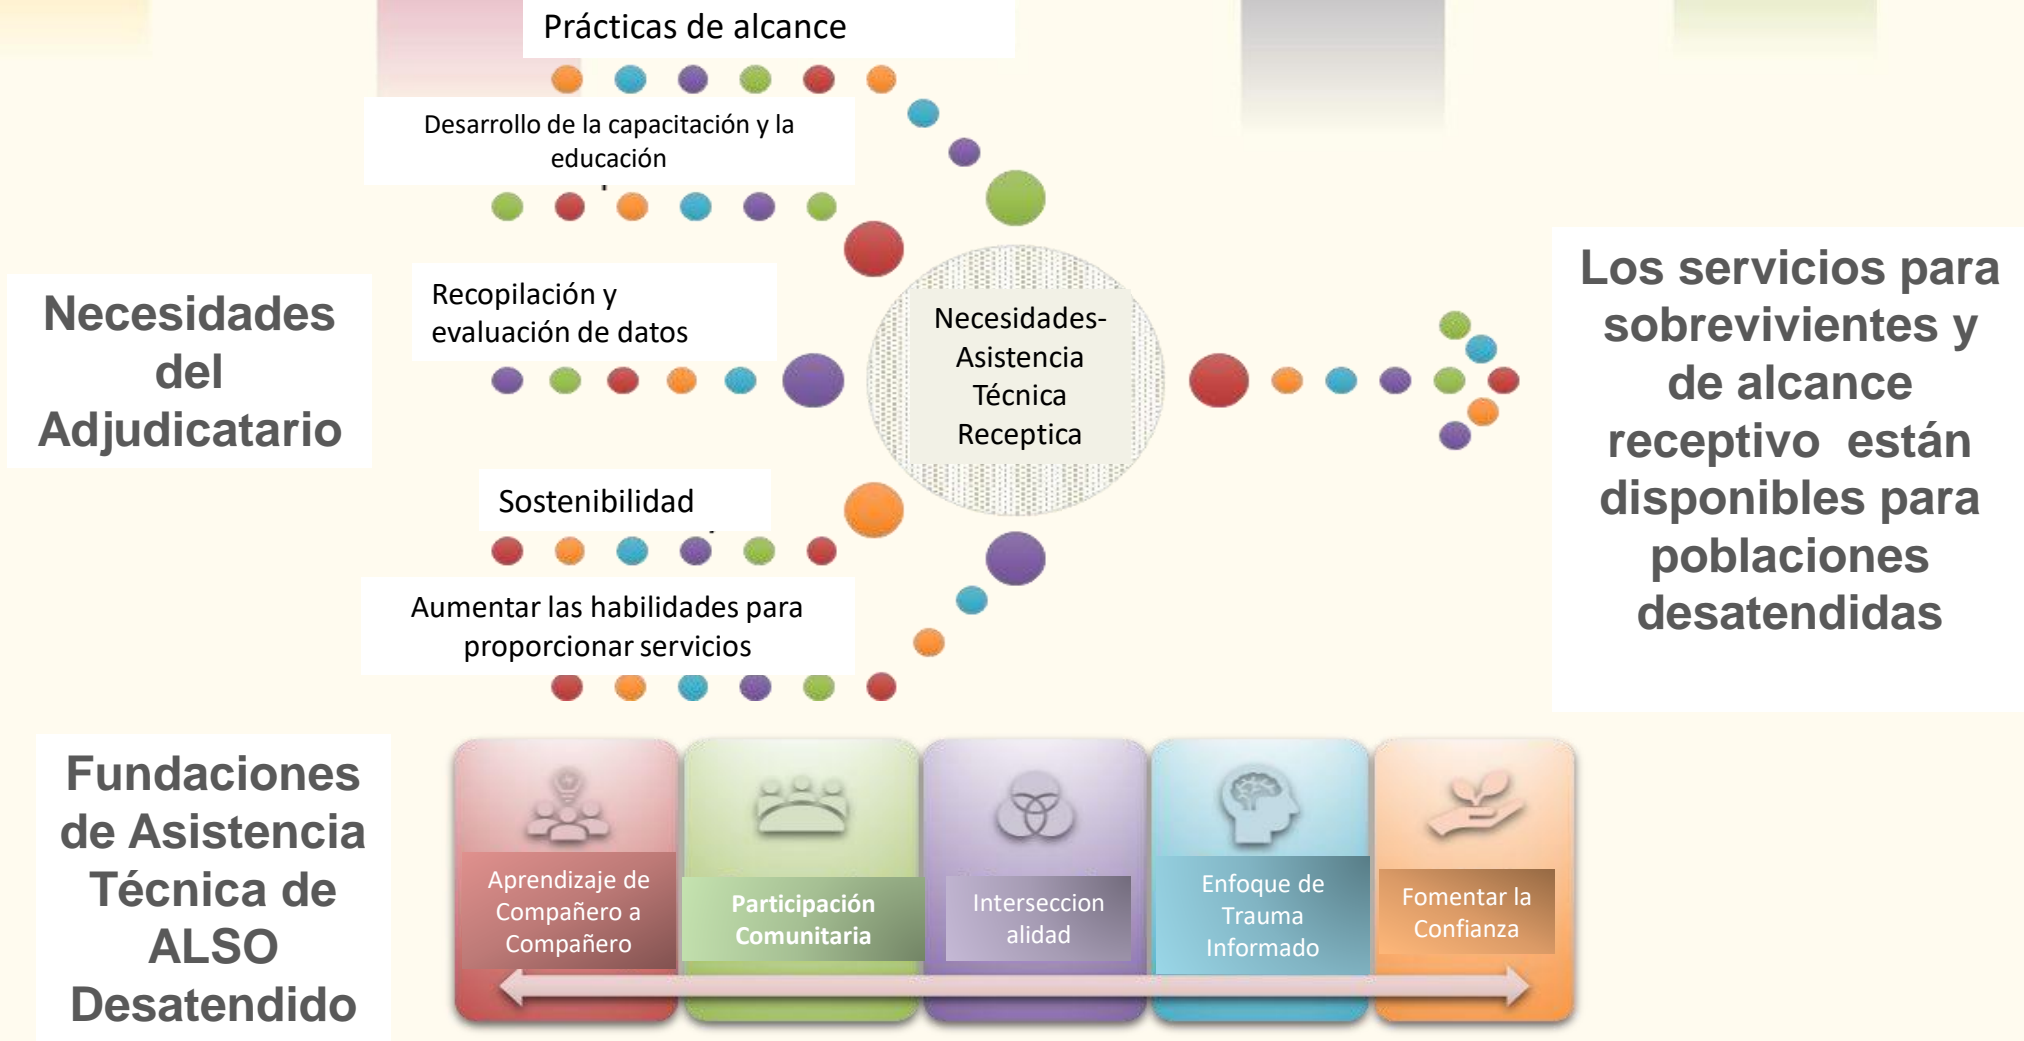 Prácticas de alcance
Desarrollo de la capacitación y la
educación
Necesidades
del
Adjudicatario
Recopilación y
evaluación de datos
Necesidades-
Asistencia
Técnica
Receptica
Sostenibilidad
Aumentar las habilidades para
proporcionar servicios
Los servicios para
sobrevivientes y
de alcance
receptivo están
disponibles para
poblaciones
desatendidas
Fundaciones
de Asistencia
Técnica de
ALSO
Desatendido
Aprendizaje de
Compañero a
Compañero
Participación
Comunitaria
Interseccion
alidad
Enfoque de
Trauma
Informado
Fomentar la
Confianza